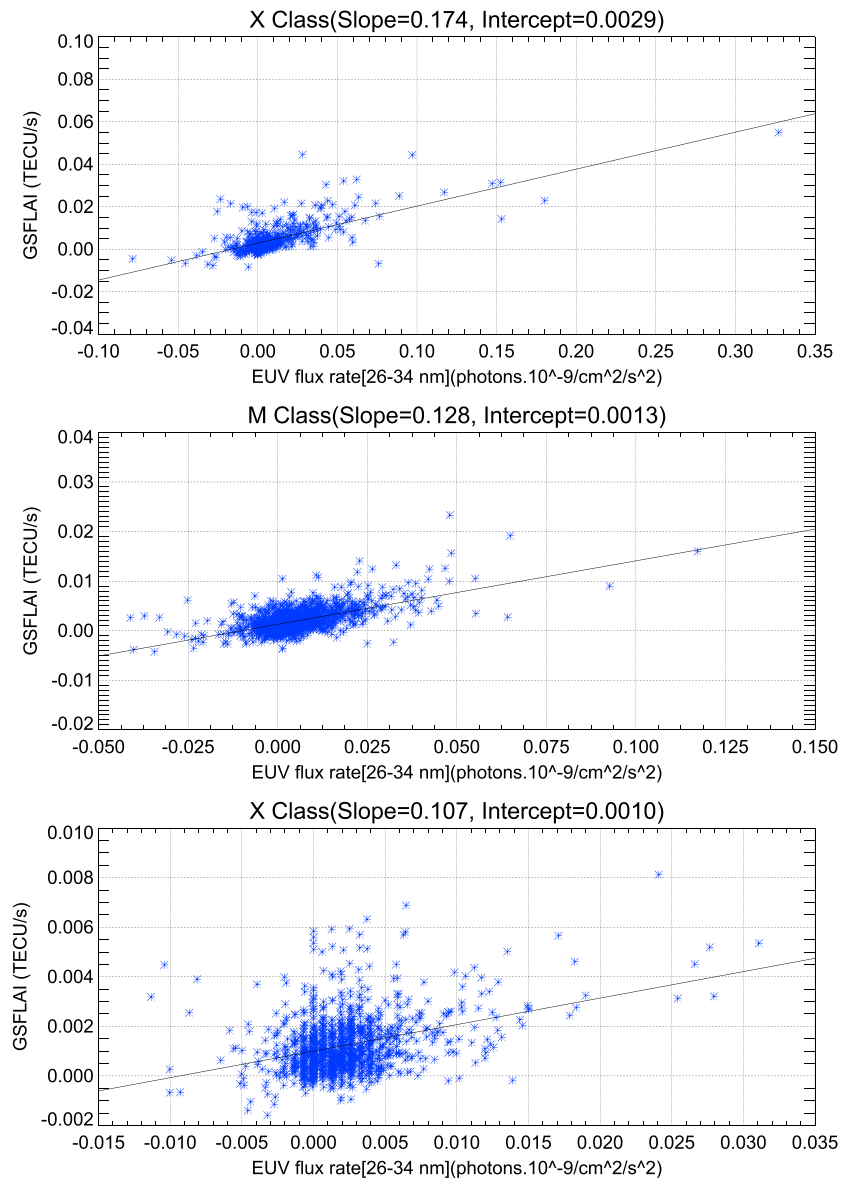 X Class(Slope=0.174, Intercept=0.0029)
0.10
0.08
0.06
0.04
0.02
0.00
-0.02
-0.04
GSFLAI (TECU/s)
-0.10 -0.05 0.00 0.05 0.10 0.15 0.20 0.25 0.30 0.35
EUV flux rate[26-34 nm](photons.10^-9/cm^2/s^2)
M Class(Slope=0.128, Intercept=0.0013)
0.04
0.03
0.02
0.01
0.00
-0.01
-0.02
GSFLAI (TECU/s)
-0.050 -0.025 0.000 0.025 0.050 0.075 0.100 0.125 0.150
EUV flux rate[26-34 nm](photons.10^-9/cm^2/s^2)
X Class(Slope=0.107, Intercept=0.0010)
0.010
0.008
0.006
0.004
0.002
0.000
-0.002
GSFLAI (TECU/s)
-0.015 -0.010 -0.005 0.000 0.005 0.010 0.015 0.020 0.025 0.030 0.035
EUV flux rate[26-34 nm](photons.10^-9/cm^2/s^2)